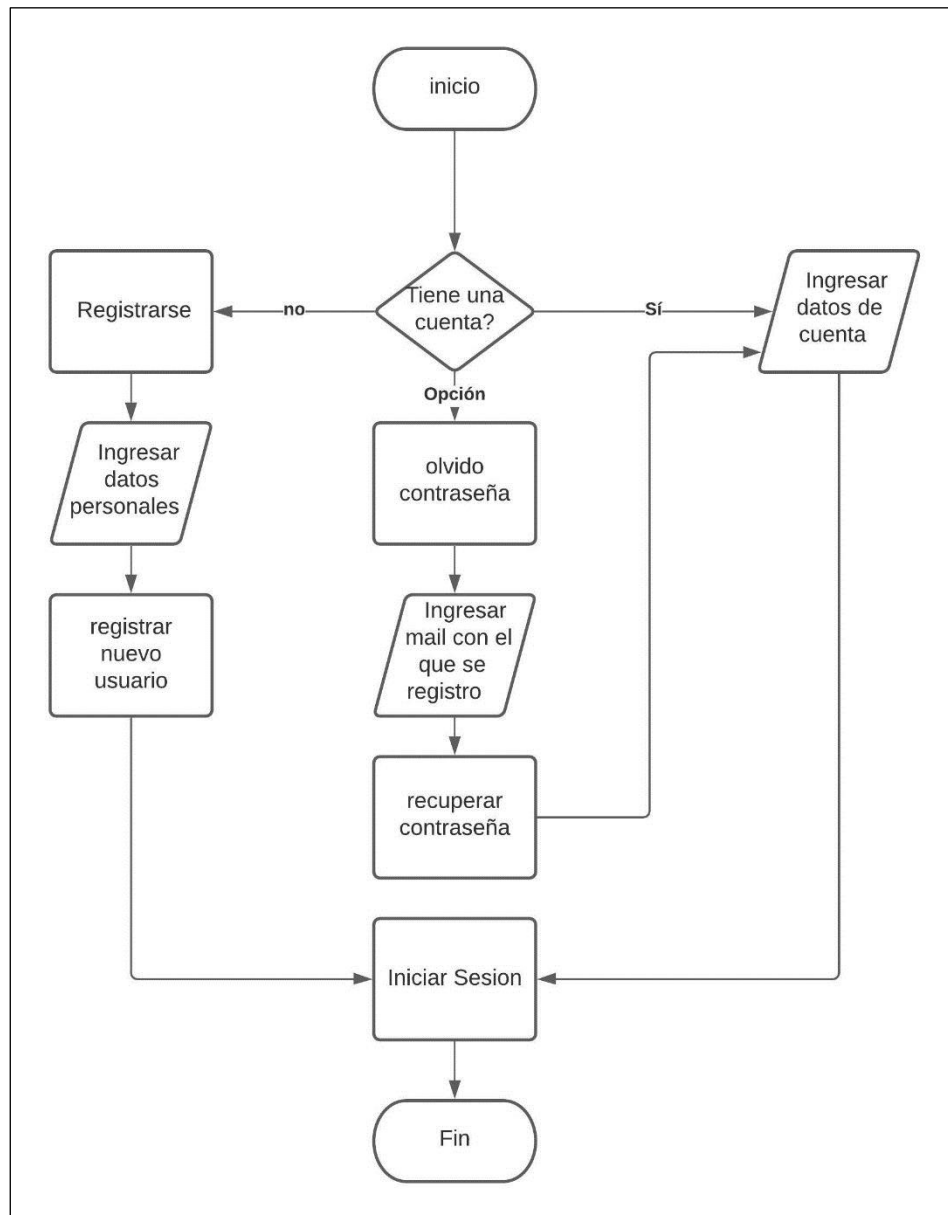 inicio
Tiene una
cuenta?
no
Sí
Opción
Registrarse
Ingresar
datos
personales
registrar
nuevo
usuario
olvido
contraseña
Ingresar
mail con el
que se
registro
recuperar
contraseña
Ingresar
datos de
cuenta
Iniciar Sesion
Fin